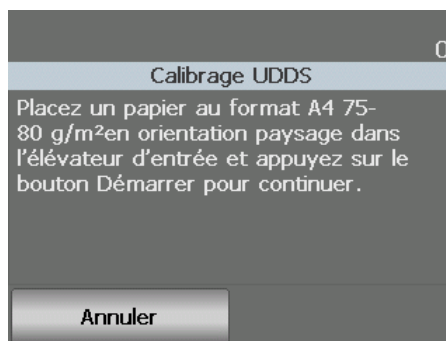 0
Calibrage UDDS
Placez un papier au format A4 75-
80 g/m²en orientation paysage dans
l'élévateur d'entrée et appuyez sur le
bouton Démarrer pour continuer.
Annuler